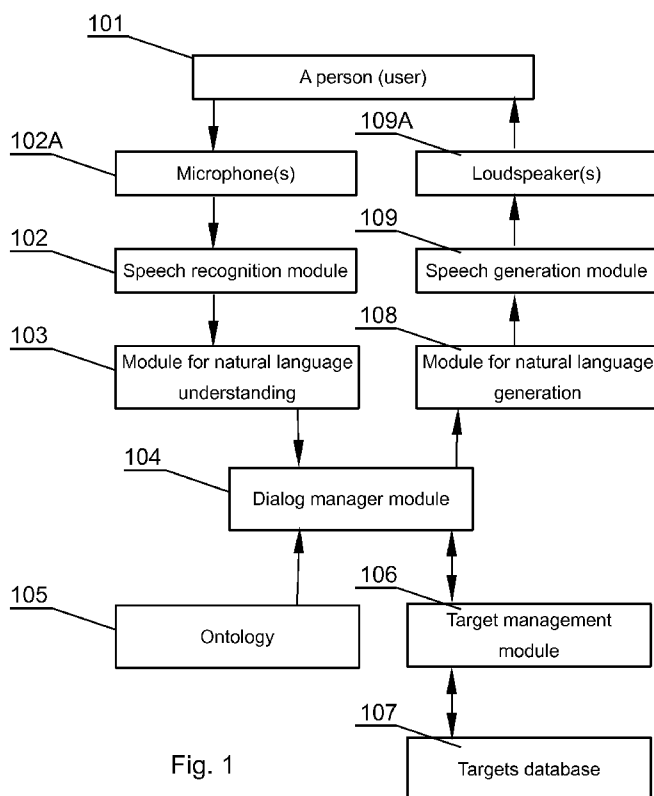 101
A person (user)
102A
109A
Microphone(s)
Loudspeaker(s)
102
109
Speech recognition module
Speech generation module
103
108
Module for natural language
understanding
Module for natural language
generation
104
Dialog manager module
105
106
Ontology
Target management
module
107
Targets database
Fig. 1